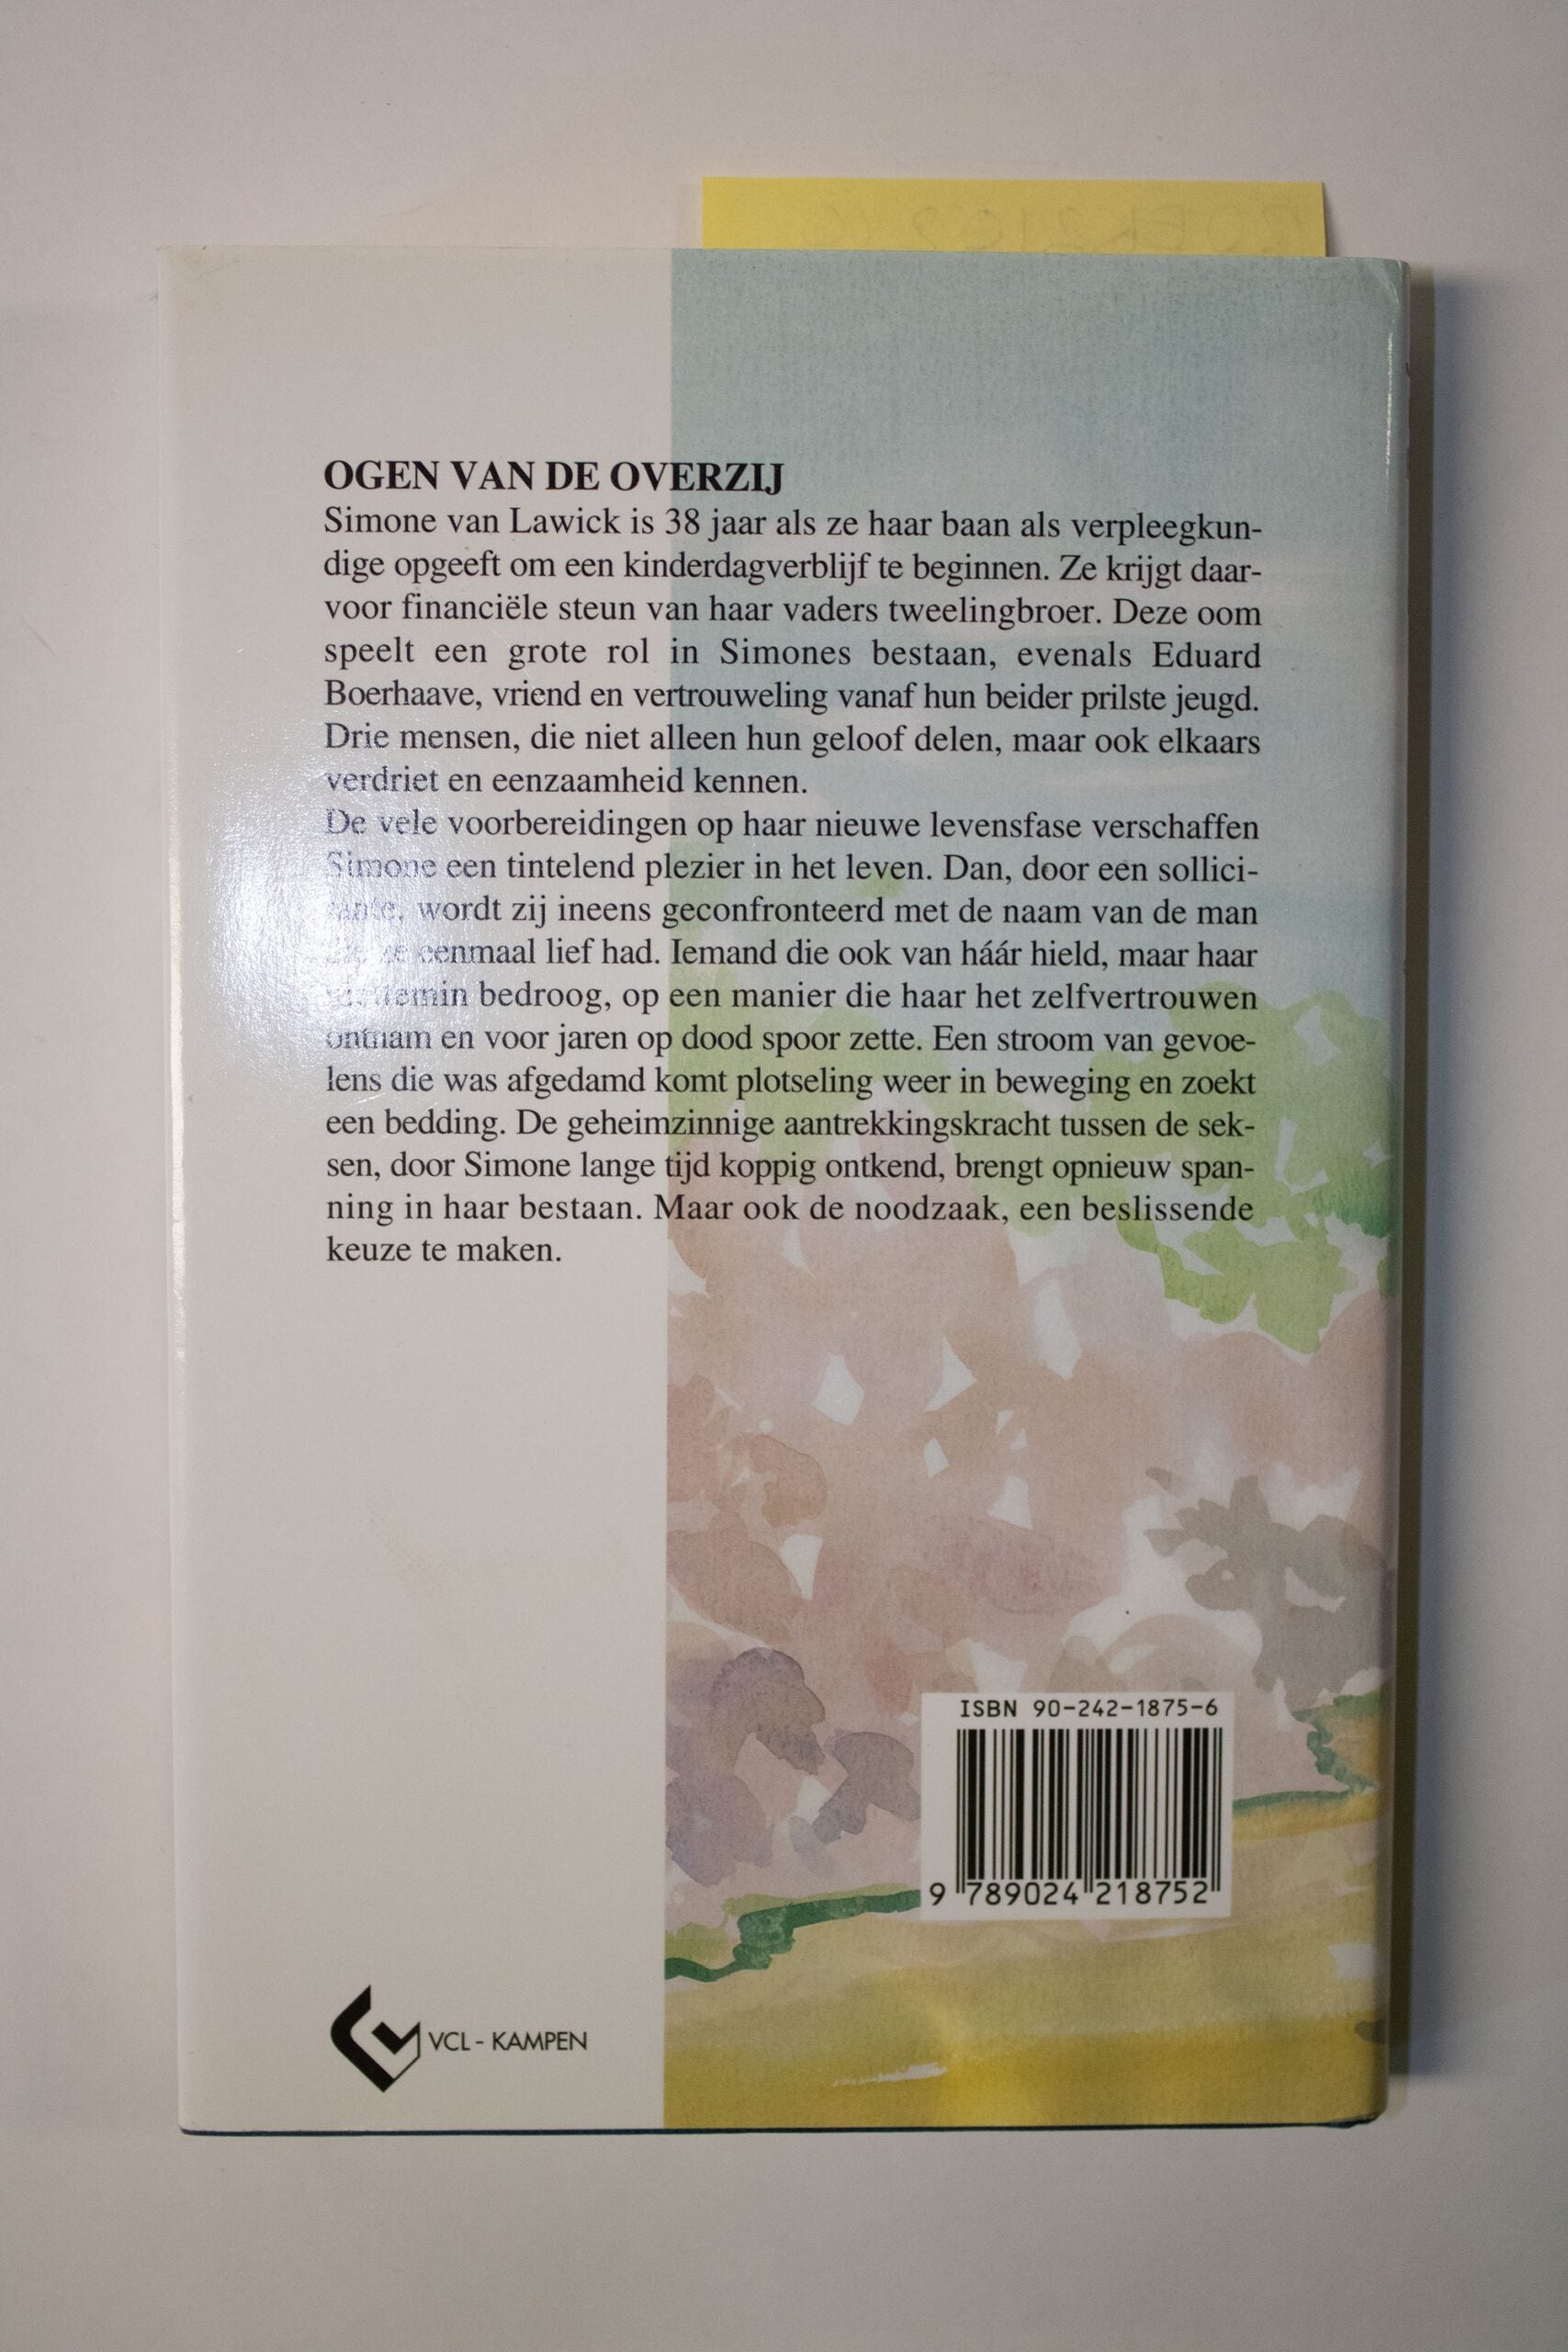 OGEN VAN DE OVERZIJ
Simone van Lawick is 38 jaar als ze haar baan als verpleegkun-
dige opgeeft om een kinderdagverblijf te beginnen. Ze krijgt daar-
voor financiële steun van haar vaders tweelingbroer. Deze oom
speelt een grote rol in Simones bestaan, evenals Eduard
Boerhaave, vriend en vertrouweling vanaf hun beider prilste jeugd.
Drie mensen, die niet alleen hun geloof delen, maar ook elkaars
verdriet en eenzaamheid kennen.
De vele voorbereidingen op haar nieuwe levensfase verschaffen
Simone een tintelend plezier in het leven. Dan, door een sollici-
tante, wordt zij ineens geconfronteerd met de naam van de man
die ze eenmaal lief had. Iemand die ook van háár hield, maar haar
niettemin bedroog, op een manier die haar het zelfvertrouwen
ontnam en voor jaren op dood spoor zette. Een stroom van gevoe-
lens die was afgedamd komt plotseling weer in beweging en zoekt
een bedding. De geheimzinnige aantrekkingskracht tussen de sek-
sen, door Simone lange tijd koppig ontkend, brengt opnieuw span-
ning in haar bestaan. Maar ook de noodzaak, een beslissende
keuze te maken.
ISBN 90-242-1875-6
9 789024 218752
VCL - KAMPEN